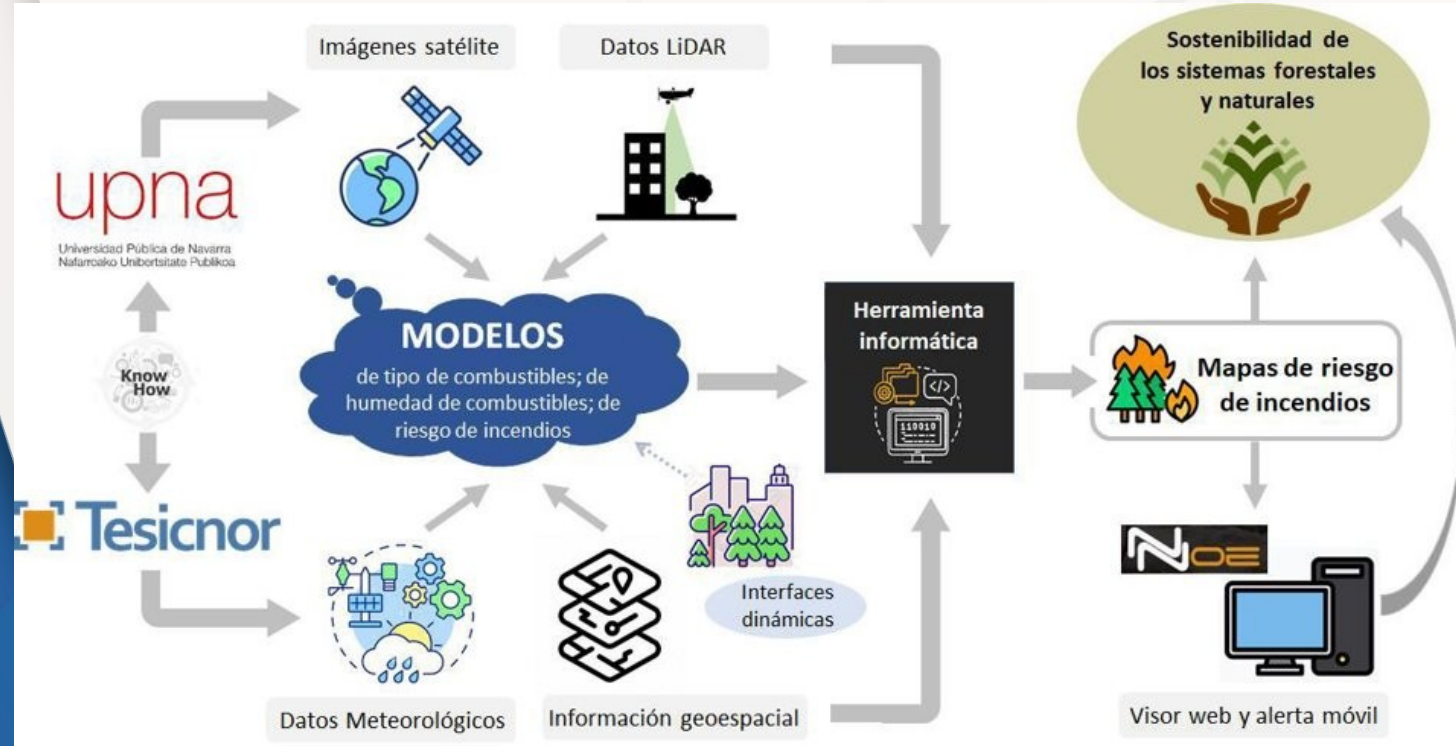 Imágenes satélite
Datos LiDAR
Sostenibilidad de
los sistemas forestales
y naturales
upna
Universidad Pública de Navarra
Nafarroako Unibertsitate Publikoa
Know
How
Tesicnor
MODELOS
de tipo de combustibles; de
humedad de combustibles; de
riesgo de incendios
Herramienta
informática
</>
110010
Mapas de riesgo
de incendios
NOE
Interfaces
dinámicas
Datos Meteorológicos
Información geoespacial
Visor web y alerta móvil